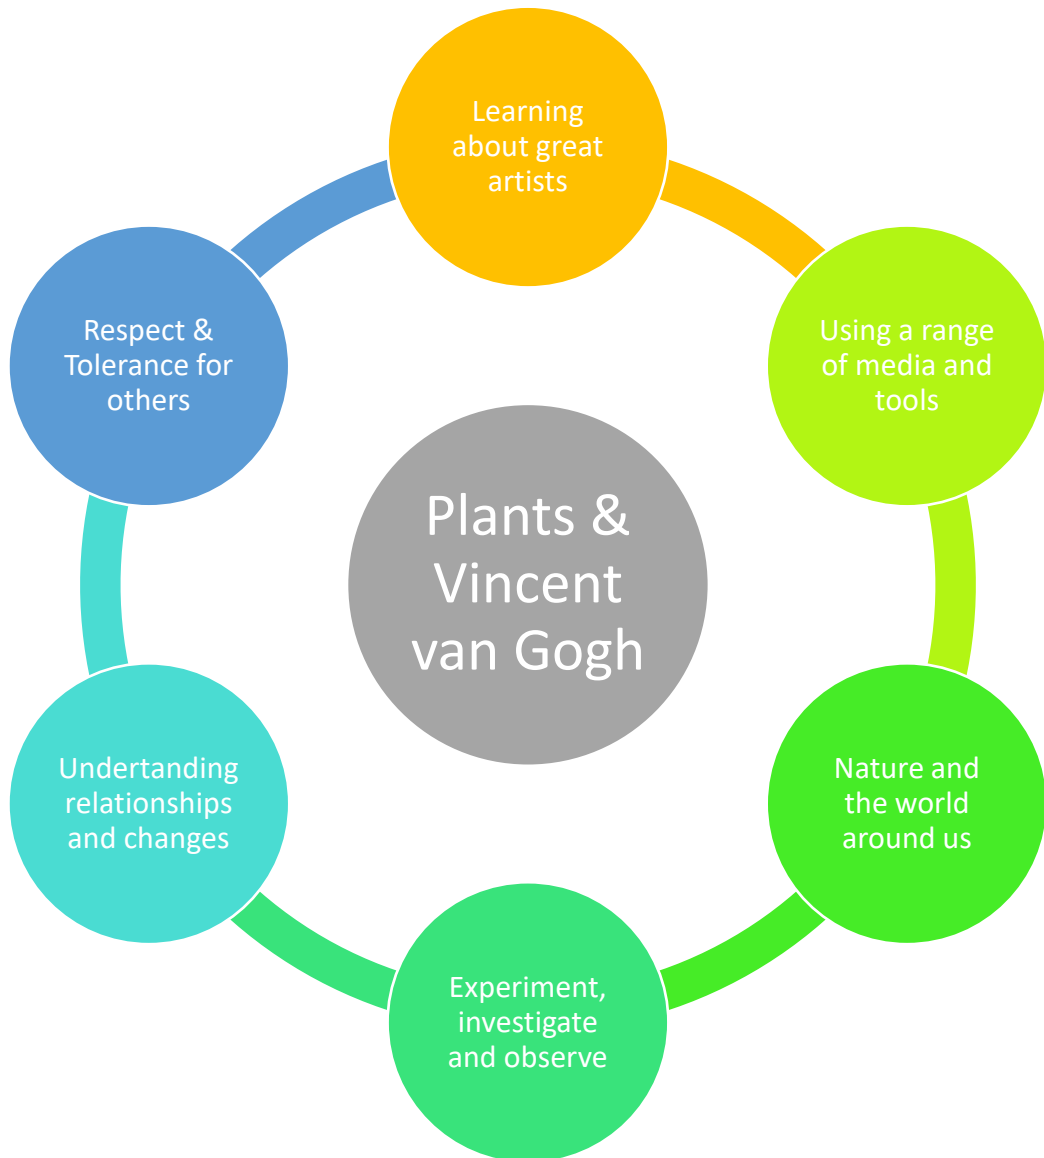 Learning
about great
artists
Respect &
Tolerance for
others
Using a range
of media and
tools
Plants &
Vincent
van Gogh
Undertanding
relationships
and changes
Nature and
the world
around us
Experiment,
investigate
and observe